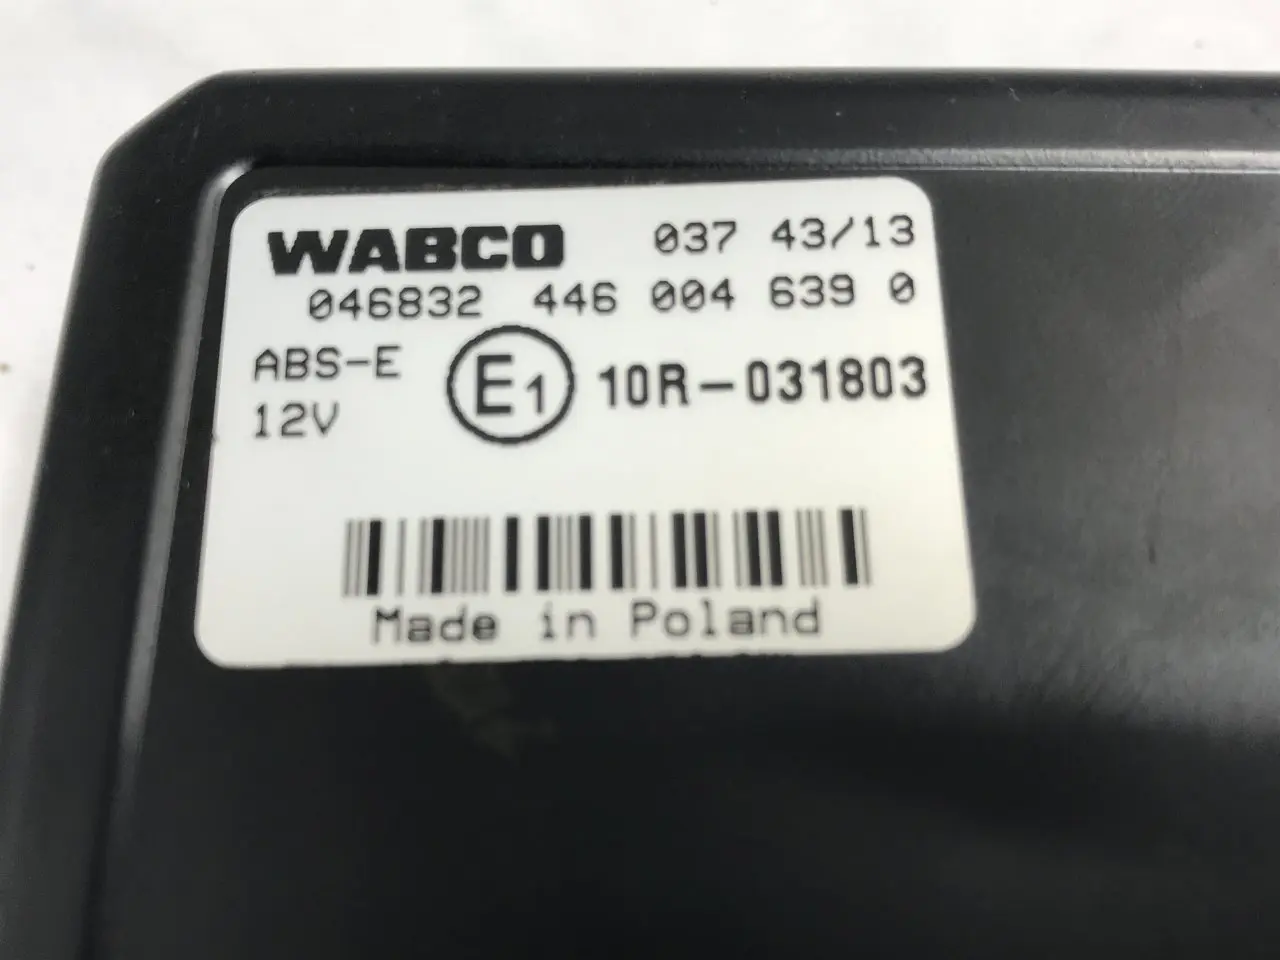 WABCO 037 43/13
046832 446 004 639 0
ABS-E E1 10R-031803
12V
Made in Poland